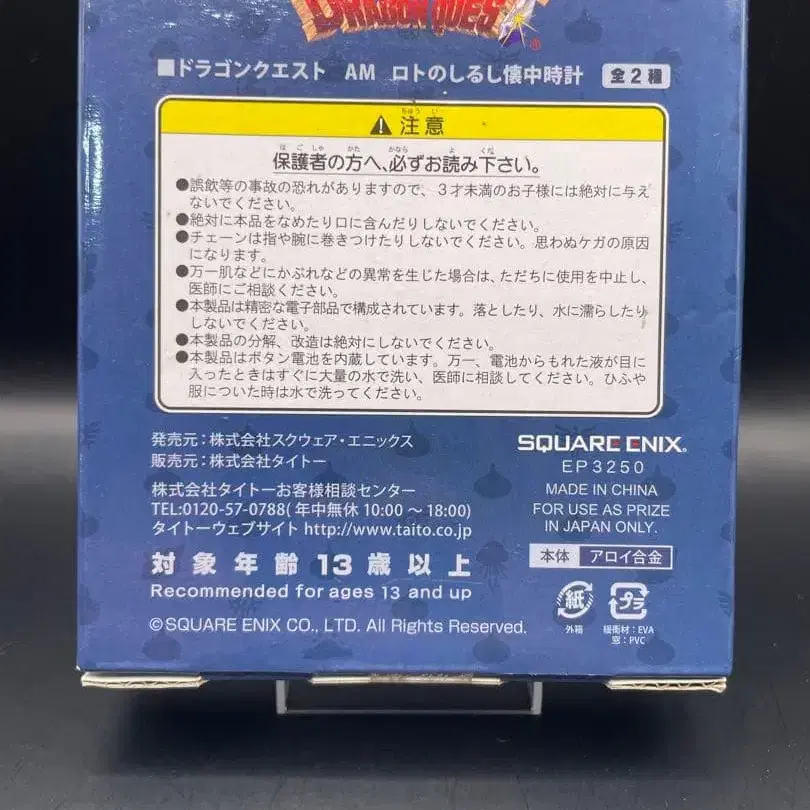 DRAGON QUEST
■ドラゴンクエスト AM ロトのしるし懐中時計 全2種
ちゅう い
⚠注意
ほ ご しゃ かた かなら よ くだ
保護者の方へ、必ずお読み下さい。
●誤飲等の事故の恐れがありますので、3才未満のお子様には絶対に与え
ないでください。
●絶対に本品をなめたり口に含んだりしないでください。
●チェーンは指や腕に巻きつけたりしないでください。思わぬケガの原因
になります。
●万一肌などにかぶれなどの異常を生じた場合は、ただちに使用を中止し、
医師にご相談ください。
●本製品は精密な電子部品で構成されています。落としたり、水に濡らしたり
しないでください。
●本製品の分解、改造は絶対にしないでください。
●本製品はボタン電池を内蔵しています。万一、電池からもれた液が目に
入ったときはすぐに大量の水で洗い、医師に相談してください。ひふや
服についた時は水で洗ってください。
発売元:株式会社スクウェア・エニックス
販売元:株式会社タイトー
株式会社タイトーお客様相談センター
TEL:0120-57-0788(年中無休 10:00 ～ 18:00)
タイトーウェブサイト http://www.taito.co.jp
対象年齢13歳以上
Recommended for ages 13 and up
©SQUARE ENIX CO., LTD. All Rights Reserved.
SQUARE ENIX®
EP3250
MADE IN CHINA
FOR USE AS PRIZE
IN JAPAN ONLY.
本体 アロイ合金
紙
外箱
プラ
緩衝材:EVA
窓:PVC